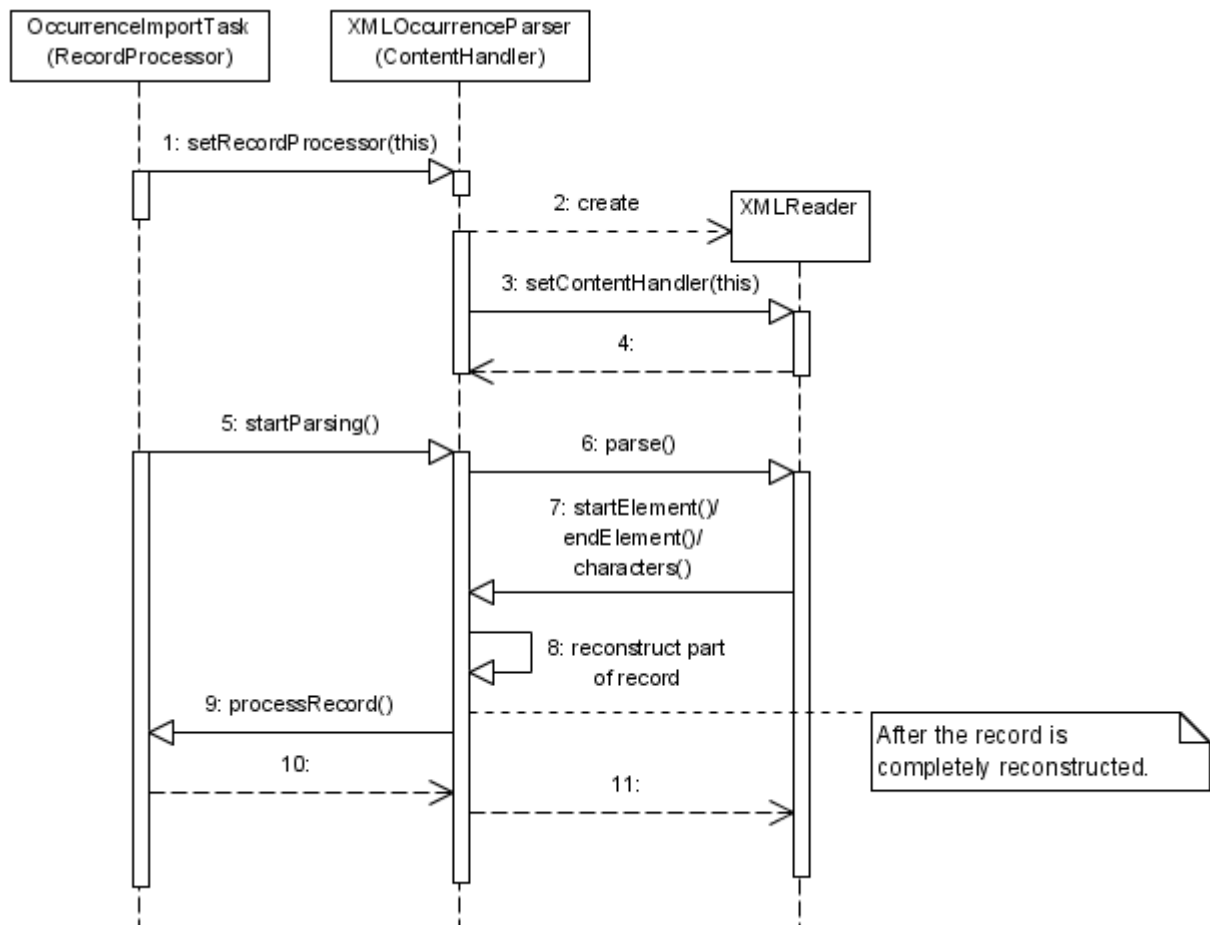 OccurrenceImportTask
(RecordProcessor)
XMLOccurrenceParser
(ContentHandler)
1: setRecordProcessor(this)
2: create
XMLReader
3: setContentHandler(this)
4:
5: startParsing()
6: parse()
7: startElement()/
endElement()/
characters()
8: reconstruct part
of record
9: processRecord()
After the record is
completely reconstructed.
10:
11: